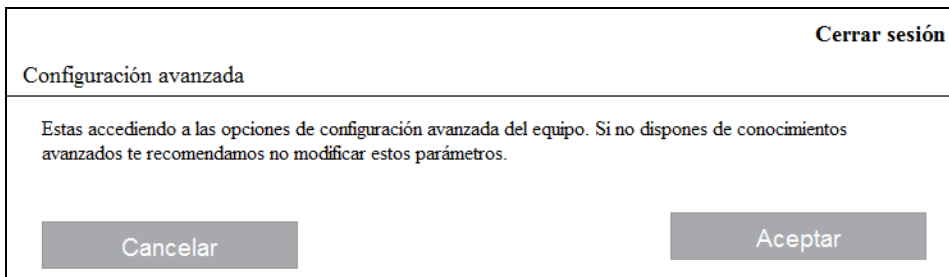 Cerrar sesión
Configuración avanzada
Estas accediendo a las opciones de configuración avanzada del equipo. Si no dispones de conocimientos
avanzados te recomendamos no modificar estos parámetros.
Cancelar
Aceptar